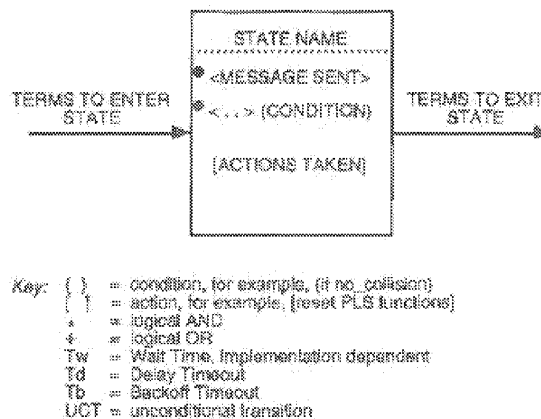 STATE NAME
• <MESSAGE SENT>
• <..> (CONDITION)
[ACTIONS TAKEN]
TERMS TO ENTER
STATE
TERMS TO EXIT
STATE
Key: ( ) = condition, for example, (if no_collision)
[ ] = action, for example, [reset PLS functions]
* = logical AND
+ = logical OR
Tw = Wait Time, implementation dependent
Td = Delay Timeout
Tb = Backoff Timeout
UCT = unconditional transition